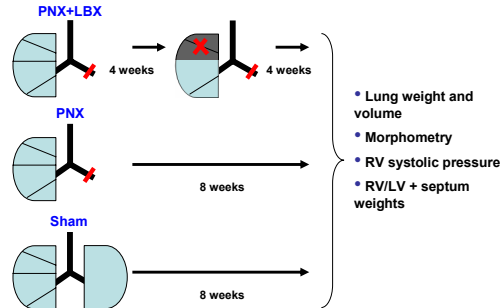 PNX+LBX
4 weeks
4 weeks
PNX
8 weeks
Sham
8 weeks
• Lung weight and
volume
• Morphometry
• RV systolic pressure
• RV/LV + septum
weights